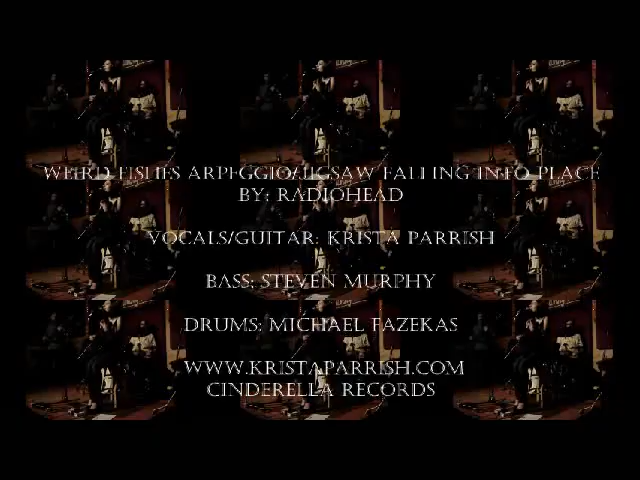 WEIRD FISHES ARPEGGIO/JIGSAW FALLING INTO PLACE
BY: RADIOHEAD
VOCALS/GUITAR: KRISTA PARRISH
BASS: STEVEN MURPHY
DRUMS: MICHAEL FAZEKAS
WWW.KRISTAPARRISH.COM
CINDERELLA RECORDS